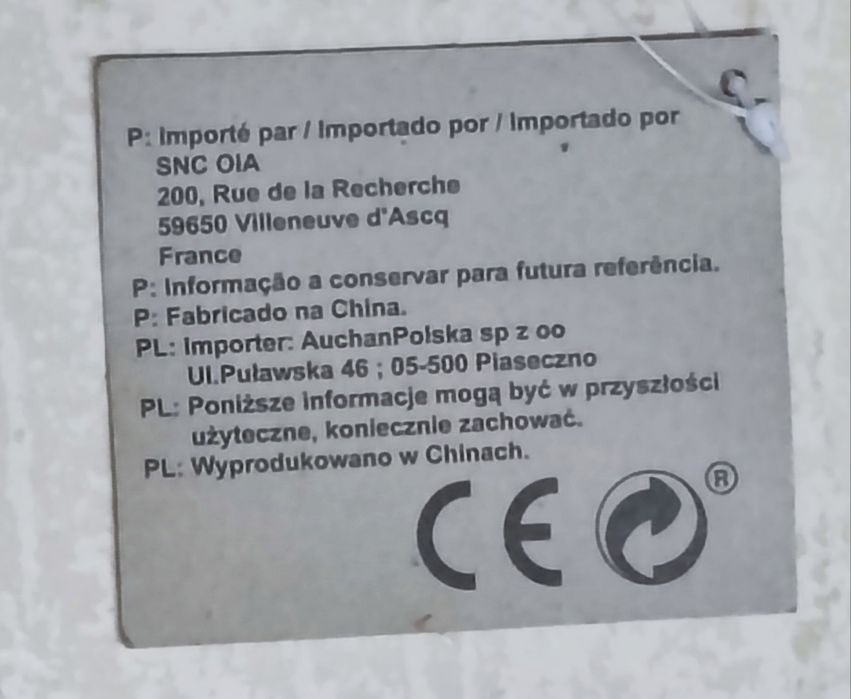 P: Importé par / Importado por / Importado por
SNC OIA
200, Rue de la Recherche
59650 Villeneuve d'Ascq
France
P: Informação a conservar para futura referência.
P: Fabricado na China.
PL: Importer: AuchanPolska sp z oo
Ul.Puławska 46 ; 05-500 Piaseczno
PL: Poniższe informacje mogą być w przyszłości
użyteczne, koniecznie zachować.
PL: Wyprodukowano w Chinach.
CE ®